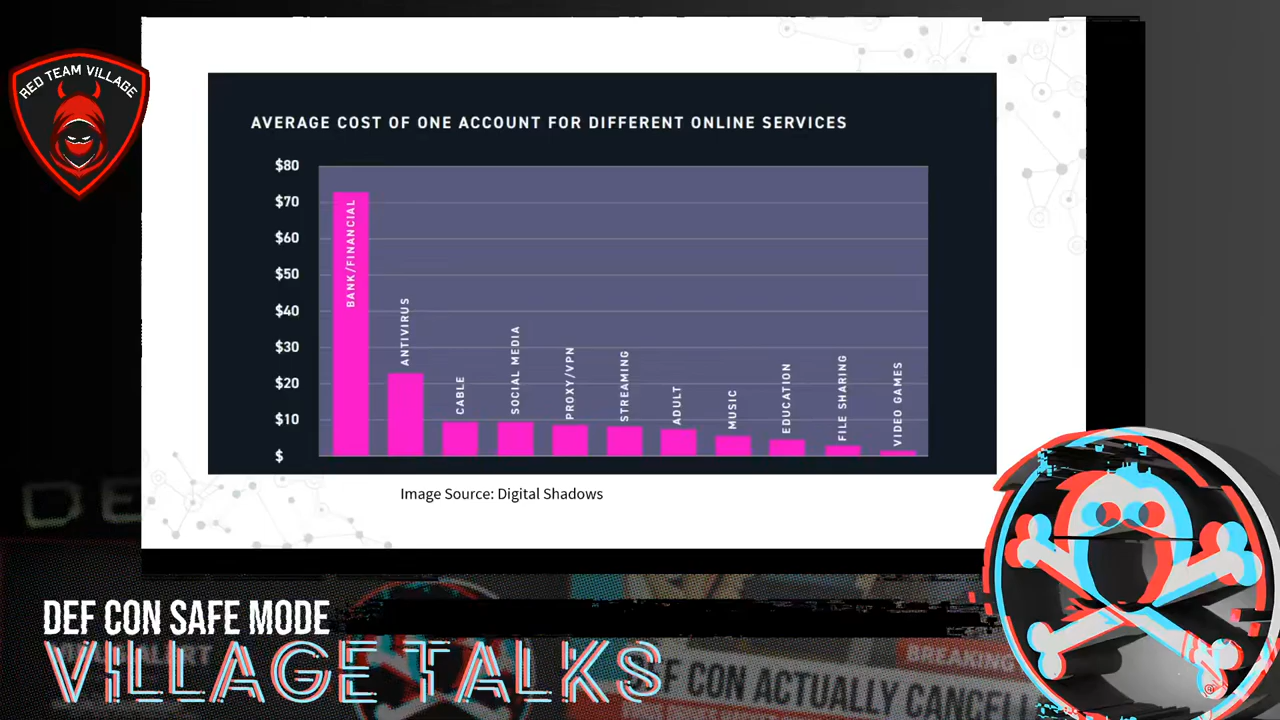 RED TEAM VILLAGE
AVERAGE COST OF ONE ACCOUNT FOR DIFFERENT ONLINE SERVICES
$80
$70
$60
$50
$40
$30
$20
$10
$
BANK/FINANCIAL
ANTIVIRUS
CABLE
SOCIAL MEDIA
PROXY/VPN
STREAMING
ADULT
MUSIC
EDUCATION
FILE SHARING
VIDEO GAMES
Image Source: Digital Shadows
DEF CON SAFE MODE
VILLAGE TALKS
BREAKING
DEF CON ACTUALLY CANCELL